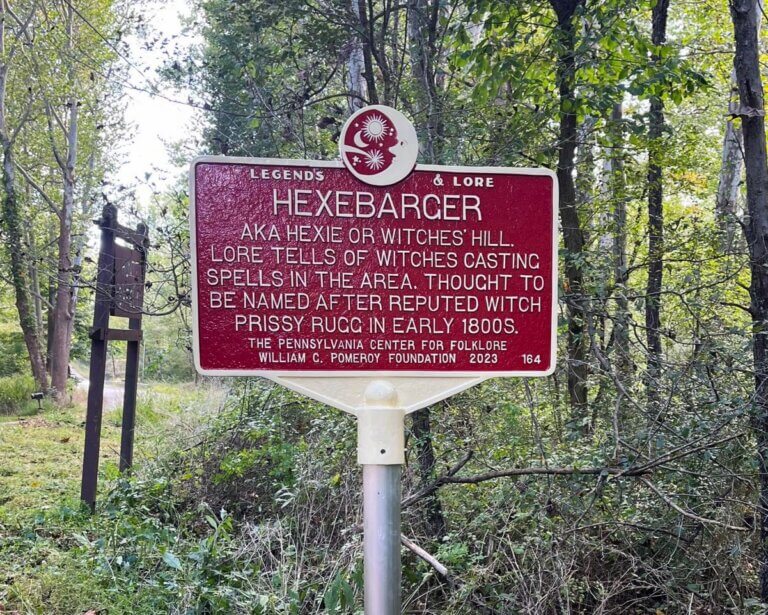 LEGENDS & LORE
HEXEBARGER
AKA HEXIE OR WITCHES' HILL.
LORE TELLS OF WITCHES CASTING
SPELLS IN THE AREA. THOUGHT TO
BE NAMED AFTER REPUTED WITCH
PRISSY RUGG IN EARLY 1800S.
THE PENNSYLVANIA CENTER FOR FOLKLORE
WILLIAM G. POMEROY FOUNDATION 2023 164